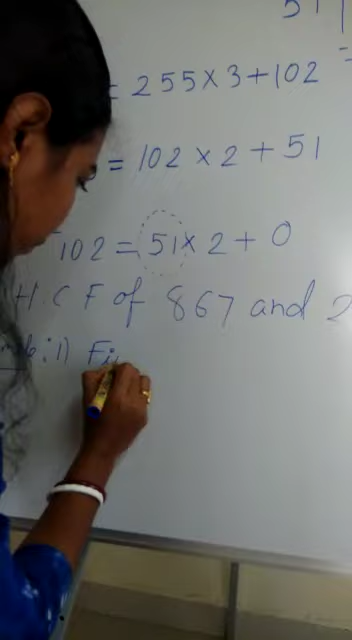 51
= 255 × 3 + 102
= 102 × 2 + 51
102 = 51 × 2 + 0
H.C.F of 867 and 2
:1) Fi